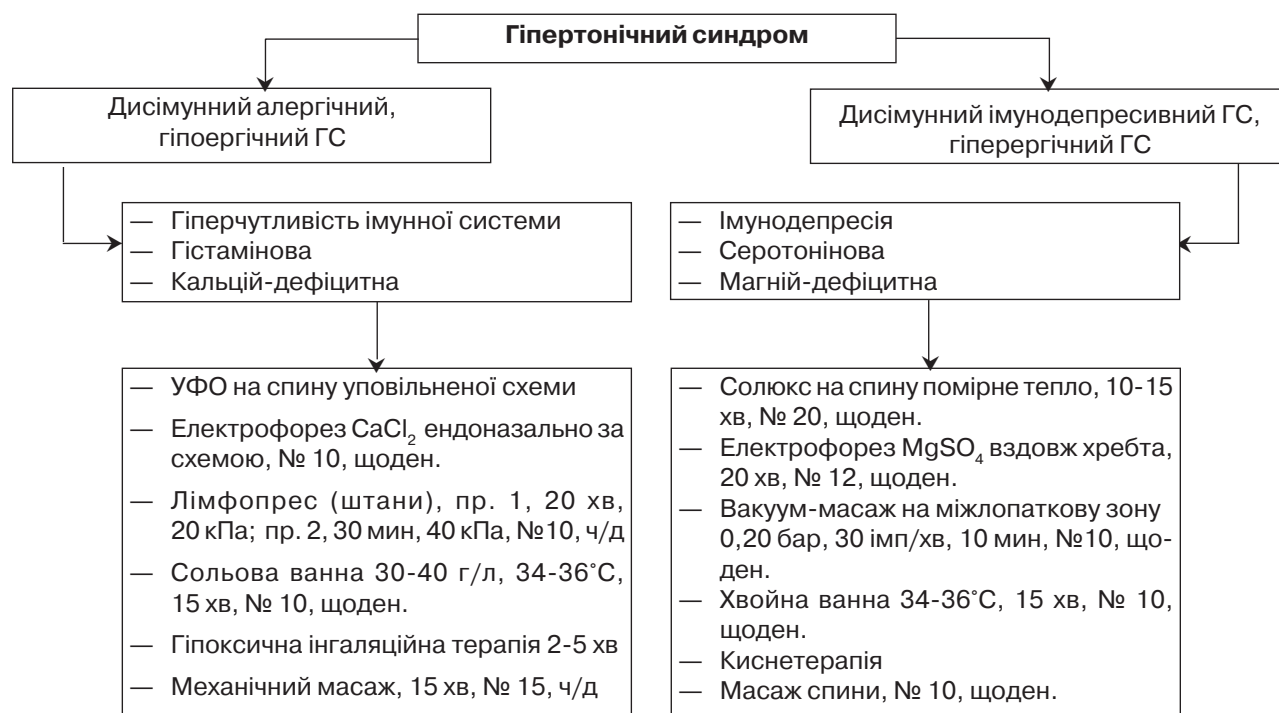 Гіпертонічний синдром
Дисімунний алергічний,
гіпоергічний ГС
Дисімунний імунодепресивний ГС,
гіперергічний ГС
— Гіперчутливість імунної системи
— Гістамінова
— Кальцій-дефіцитна
— Імунодепресія
— Серотонінова
— Магній-дефіцитна
— УФО на спину уповільненої схеми
— Електрофорез CaCl₂ ендоназально за
схемою, № 10, щоден.
— Лімфопрес (штани), пр. 1, 20 хв,
20 кПа; пр. 2, 30 мин, 40 кПа, №10, ч/д
— Сольова ванна 30-40 г/л, 34-36°С,
15 хв, № 10, щоден.
— Гіпоксична інгаляційна терапія 2-5 хв
— Механічний масаж, 15 хв, № 15, ч/д
— Солюкс на спину помірне тепло, 10-15
хв, № 20, щоден.
— Електрофорез MgSO₄ вздовж хребта,
20 хв, № 12, щоден.
— Вакуум-масаж на міжлопаткову зону
0,20 бар, 30 імп/хв, 10 мин, №10, що-
ден.
— Хвойна ванна 34-36°С, 15 хв, № 10,
щоден.
— Киснетерапія
— Масаж спини, № 10, щоден.